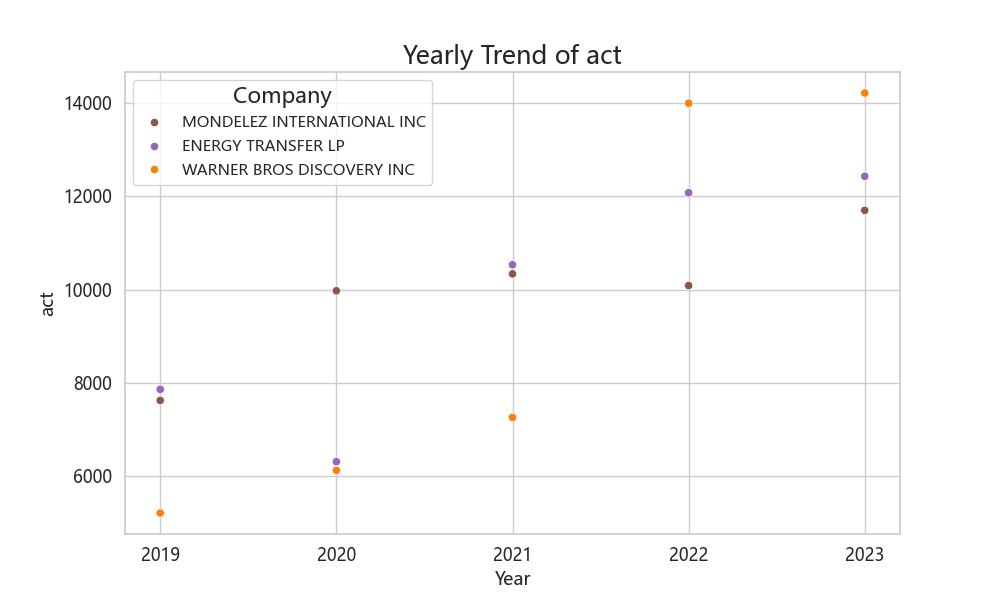 Yearly Trend of act
Company
MONDELEZ INTERNATIONAL INC
ENERGY TRANSFER LP
WARNER BROS DISCOVERY INC
14000
12000
10000
8000
6000
act
2019 2020 2021 2022 2023
Year